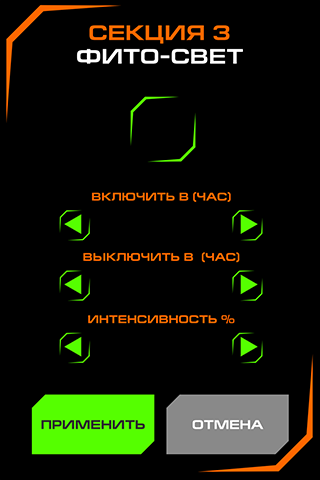 СЕКЦИЯ 3
ФИТО-СВЕТ
ВКЛЮЧИТЬ В (ЧАС)
ВЫКЛЮЧИТЬ В (ЧАС)
ИНТЕНСИВНОСТЬ %
ПРИМЕНИТЬ
ОТМЕНА